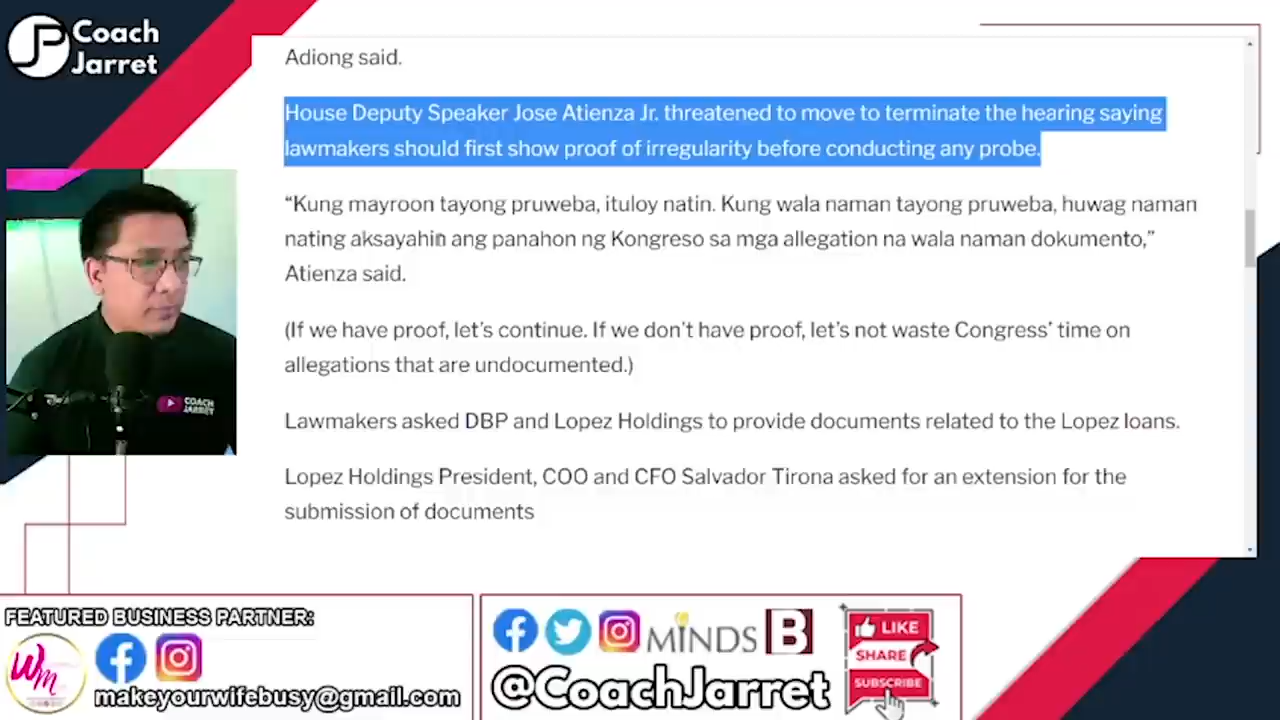 Coach
Jarret
Adiong said.
House Deputy Speaker Jose Atienza Jr. threatened to move to terminate the hearing saying
lawmakers should first show proof of irregularity before conducting any probe.
“Kung mayroon tayong pruweba, ituloy natin. Kung wala naman tayong pruweba, huwag naman
nating aksayahin ang panahon ng Kongreso sa mga allegation na wala naman dokumento,”
Atienza said.
(If we have proof, let’s continue. If we don’t have proof, let’s not waste Congress’ time on
allegations that are undocumented.)
Lawmakers asked DBP and Lopez Holdings to provide documents related to the Lopez loans.
Lopez Holdings President, COO and CFO Salvador Tirona asked for an extension for the
submission of documents
COACH
JARRET
FEATURED BUSINESS PARTNER:
Wm
makeyourwifebusy@gmail.com
MINDS B
@CoachJarret
LIKE
SHARE
SUBSCRIBE